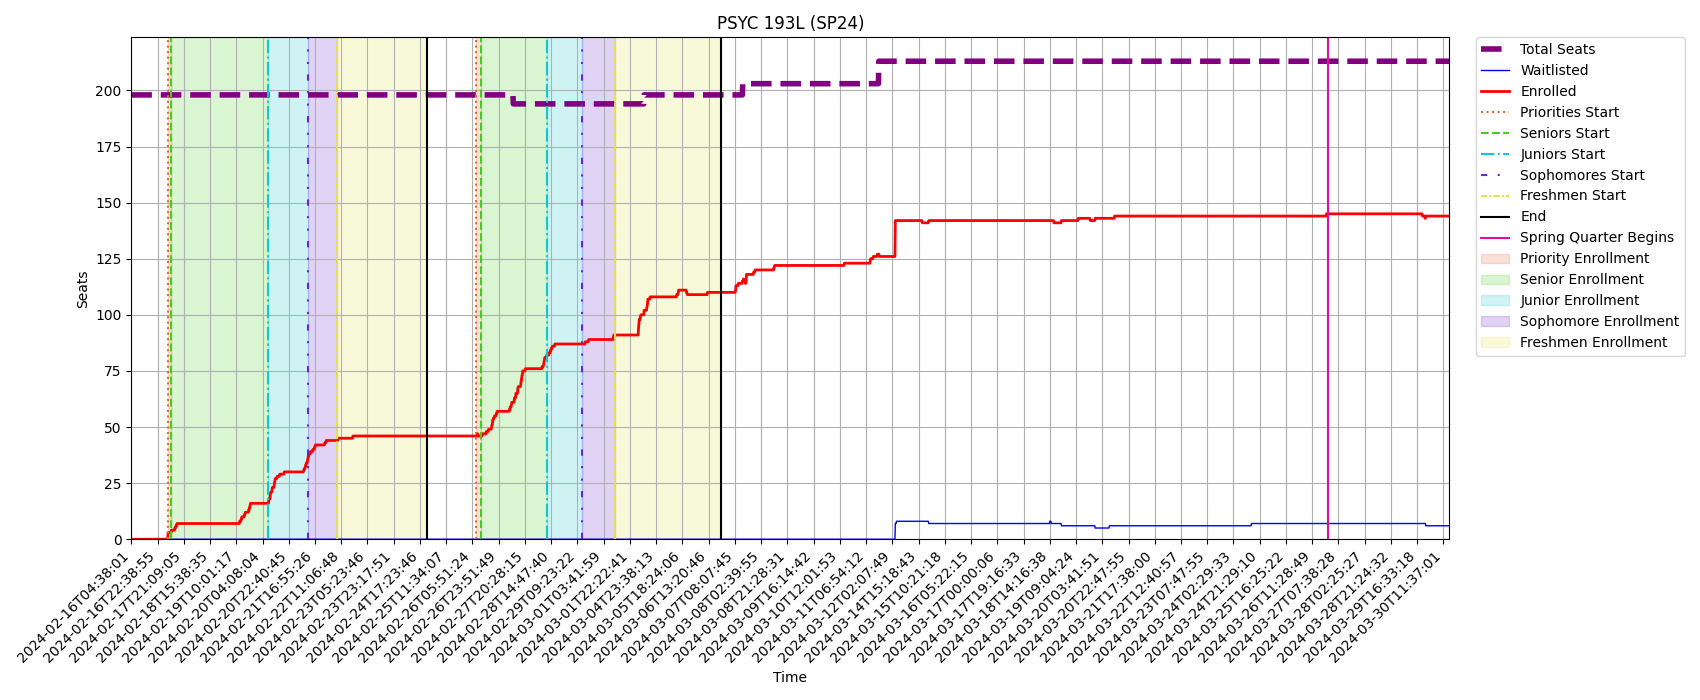 PSYC 193L (SP24)
Seats
200
175
150
125
100
75
50
25
0
2024-02-16T04:38:01
2024-02-16T22:38:55
2024-02-17T21:09:05
2024-02-18T15:38:35
2024-02-19T10:01:17
2024-02-20T04:08:04
2024-02-20T22:40:45
2024-02-21T16:55:26
2024-02-22T11:06:48
2024-02-23T05:23:46
2024-02-23T23:17:51
2024-02-24T17:23:46
2024-02-25T11:34:07
2024-02-26T05:51:24
2024-02-26T23:51:49
2024-02-27T20:28:15
2024-02-28T14:47:40
2024-02-29T09:23:22
2024-03-01T03:41:59
2024-03-01T22:22:41
2024-03-04T23:38:13
2024-03-05T18:24:06
2024-03-06T13:20:46
2024-03-07T08:07:45
2024-03-08T02:39:55
2024-03-08T21:28:31
2024-03-09T16:14:42
2024-03-10T12:01:53
2024-03-11T06:54:12
2024-03-12T02:07:49
2024-03-14T15:18:43
2024-03-15T10:21:18
2024-03-16T05:22:15
2024-03-17T00:00:06
2024-03-17T19:16:33
2024-03-18T14:16:38
2024-03-19T09:04:24
2024-03-20T03:41:51
2024-03-20T22:47:55
2024-03-21T17:38:00
2024-03-22T12:40:57
2024-03-23T07:47:55
2024-03-24T02:29:33
2024-03-24T21:29:10
2024-03-25T16:25:22
2024-03-26T11:28:49
2024-03-27T07:38:28
2024-03-28T02:25:27
2024-03-28T21:24:32
2024-03-29T16:33:18
2024-03-30T11:37:01
Time
Total Seats
Waitlisted
Enrolled
Priorities Start
Seniors Start
Juniors Start
Sophomores Start
Freshmen Start
End
Spring Quarter Begins
Priority Enrollment
Senior Enrollment
Junior Enrollment
Sophomore Enrollment
Freshmen Enrollment